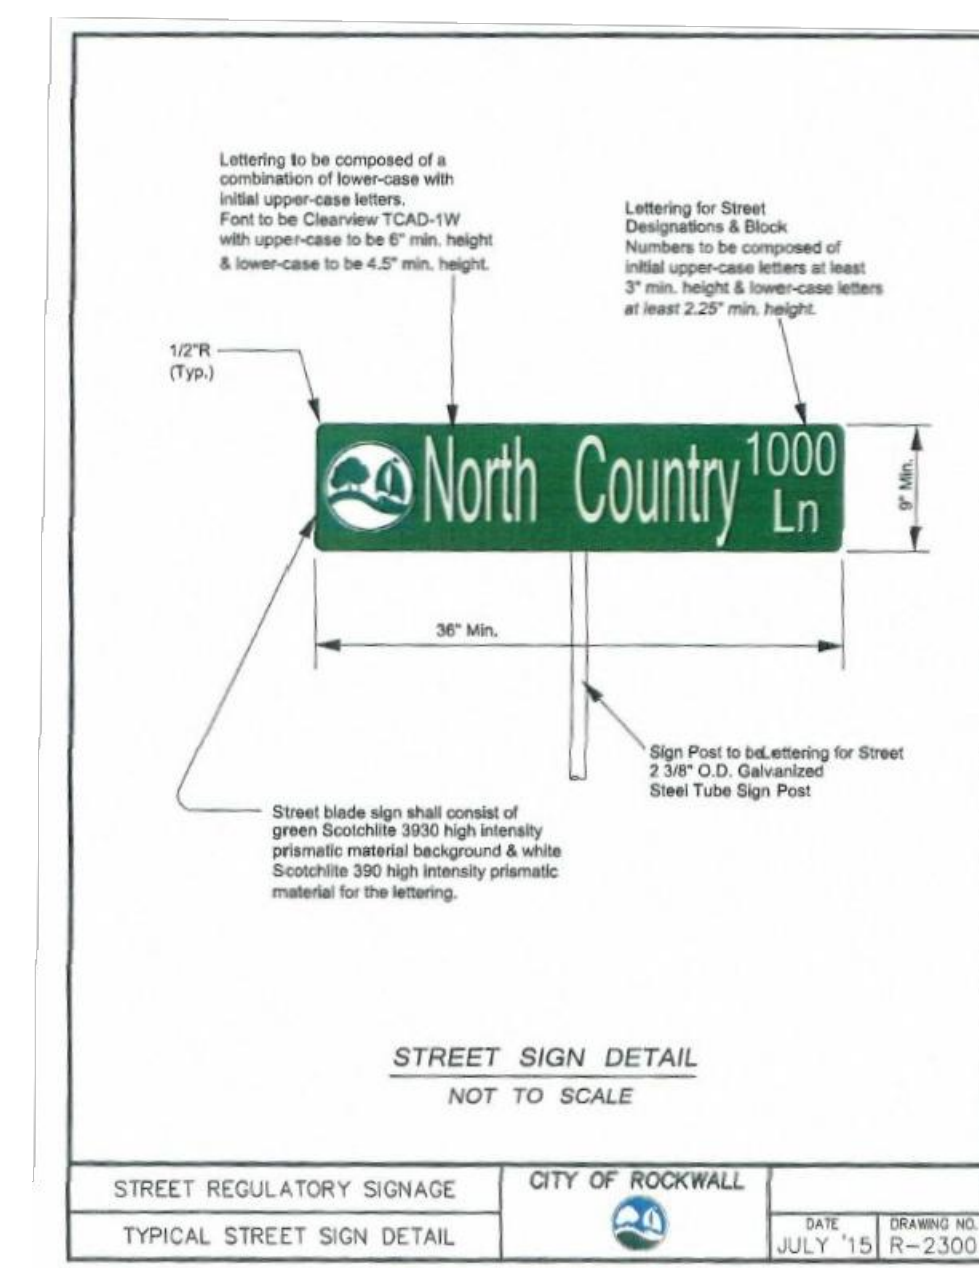 Lettering to be composed of a
combination of lower-case with
initial upper-case letters.
Font to be Clearview TCAD-1W
with upper-case to be 6" min. height
& lower-case to be 4.5" min. height.
Lettering for Street
Designations & Block
Numbers to be composed of
initial upper-case letters at least
3" min. height & lower-case letters
at least 2.25" min. height.
1/2"R
(Typ.)
North Country 1000
Ln
9" Min.
36" Min.
Sign Post to be Lettering for Street
2 3/8" O.D. Galvanized
Steel Tube Sign Post
Street blade sign shall consist of
green Scotchlite 3930 high intensity
prismatic material background & white
Scotchlite 390 high intensity prismatic
material for the lettering.
STREET SIGN DETAIL
NOT TO SCALE
STREET REGULATORY SIGNAGE
TYPICAL STREET SIGN DETAIL
CITY OF ROCKWALL
DATE
JULY '15
DRAWING NO.
R-2300